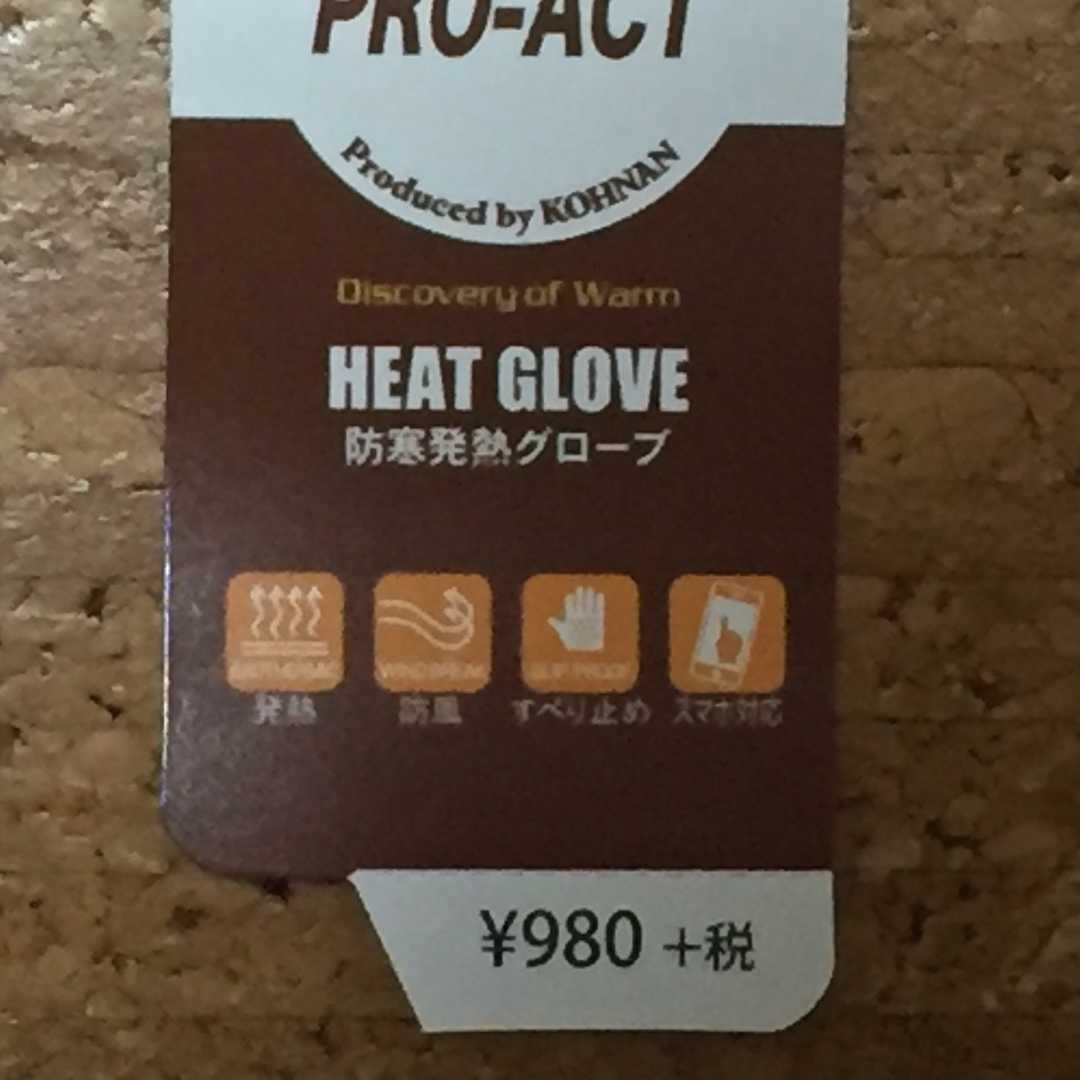 PRO-ACT
Produced by KOHNAN
Discovery of Warm
HEAT GLOVE
防寒発熱グローブ
発熱 防風 すべり止め スマホ対応
¥980 +税